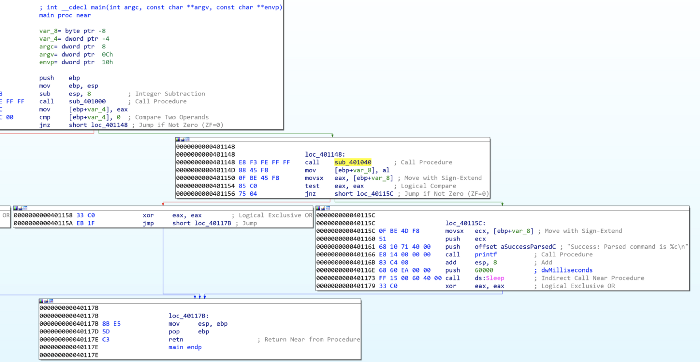 ; int __cdecl main(int argc, const char **argv, const char **envp)
main proc near
var_8= byte ptr -8
var_4= dword ptr -4
argc= dword ptr 8
argv= dword ptr 0Ch
envp= dword ptr 10h
push ebp
mov ebp, esp
sub esp, 8 ; Integer Subtraction
FE FF FF call sub_401000 ; Call Procedure
mov [ebp+var_4], eax
00 cmp [ebp+var_4], 0 ; Compare Two Operands
jnz short loc_401148 ; Jump if Not Zero (ZF=0)
0000000000401148
0000000000401148 loc_401148:
0000000000401148 E8 F3 FE FF FF call sub_401040 ; Call Procedure
000000000040114D 88 45 F8 mov [ebp+var_8], al
0000000000401150 0F BE 45 F8 movsx eax, [ebp+var_8] ; Move with Sign-Extend
0000000000401154 85 C0 test eax, eax ; Logical Compare
0000000000401156 75 04 jnz short loc_40115C ; Jump if Not Zero (ZF=0)
OR
0000000000401158 33 C0 xor eax, eax ; Logical Exclusive OR
000000000040115A EB 1F jmp short loc_40117B ; Jump
000000000040115C
000000000040115C loc_40115C:
000000000040115C 0F BE 4D F8 movsx ecx, [ebp+var_8] ; Move with Sign-Extend
0000000000401160 51 push ecx
0000000000401161 68 10 71 40 00 push offset aSuccessParsedC ; "Success: Parsed command is %c\n"
0000000000401166 E8 14 00 00 00 call printf ; Call Procedure
000000000040116B 83 C4 08 add esp, 8 ; Add
000000000040116E 68 60 EA 00 00 push 60000 ; dwMilliseconds
0000000000401173 FF 15 00 60 40 00 call ds:Sleep ; Indirect Call Near Procedure
0000000000401179 33 C0 xor eax, eax ; Logical Exclusive OR
000000000040117B
000000000040117B loc_40117B:
000000000040117B 8B E5 mov esp, ebp
000000000040117D 5D pop ebp
000000000040117E C3 retn ; Return Near from Procedure
000000000040117E main endp
000000000040117E